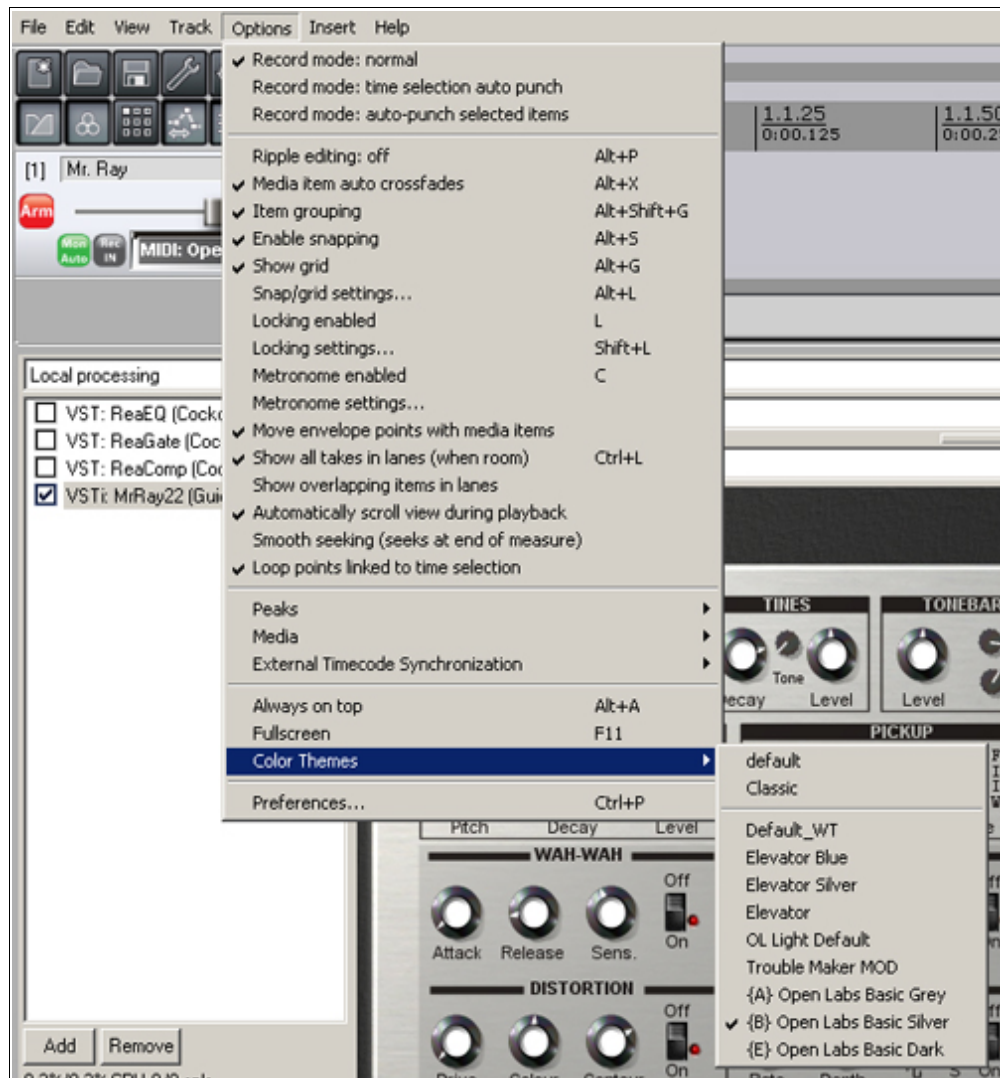 File Edit View Track Options Insert Help
Record mode: normal
Record mode: time selection auto punch
Record mode: auto-punch selected items
1.1.25
0:00.125
1.1.50
[1] Mr. Ray
Ripple editing: off Alt+P
Media item auto crossfades Alt+X
Arm
Item grouping Alt+Shift+G
Mon Auto
Rec IN
MIDI: Ope
Enable snapping Alt+S
Show grid Alt+G
Snap/grid settings... Alt+L
Locking enabled L
Locking settings... Shift+L
Local processing
Metronome enabled C
Metronome settings...
VST: ReaEQ (Cocko
Move envelope points with media items
VST: ReaGate (Coc
Show all takes in lanes (when room) Ctrl+L
VST: ReaComp (Coc
Show overlapping items in lanes
VSTi: MrRay22 (Guid
Automatically scroll view during playback
Smooth seeking (seeks at end of measure)
Loop points linked to time selection
Peaks
Media
External Timecode Synchronization
TINES
TONEBAR
Tone
Decay Level
Level
Always on top Alt+A
Fullscreen F11
Color Themes
Preferences... Ctrl+P
PICKUP
default
Classic
Default_WT
Elevator Blue
Elevator Silver
Elevator
OL Light Default
Trouble Maker MOD
{A} Open Labs Basic Grey
{B} Open Labs Basic Silver
{E} Open Labs Basic Dark
Pitch Decay Level
WAH-WAH
Off
On
Attack Release Sens.
DISTORTION
Off
On
Add Remove